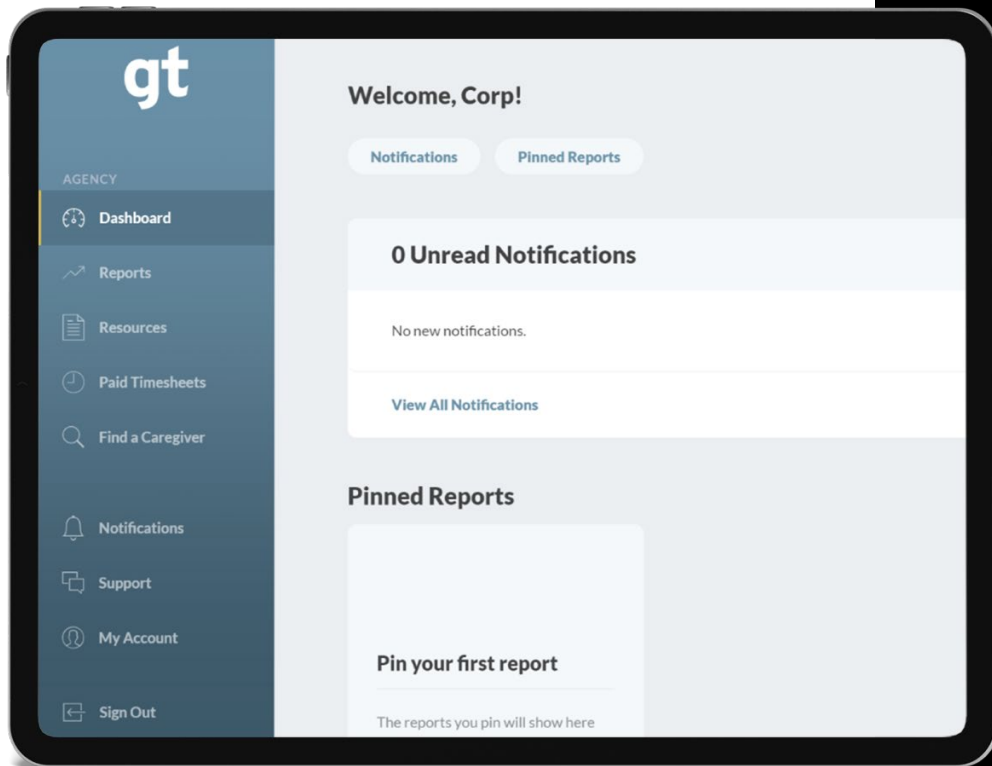 gt
AGENCY
Dashboard
Reports
Resources
Paid Timesheets
Find a Caregiver
Notifications
Support
My Account
Sign Out
Welcome, Corp!
Notifications
Pinned Reports
0 Unread Notifications
No new notifications.
View All Notifications
Pinned Reports
Pin your first report
The reports you pin will show here